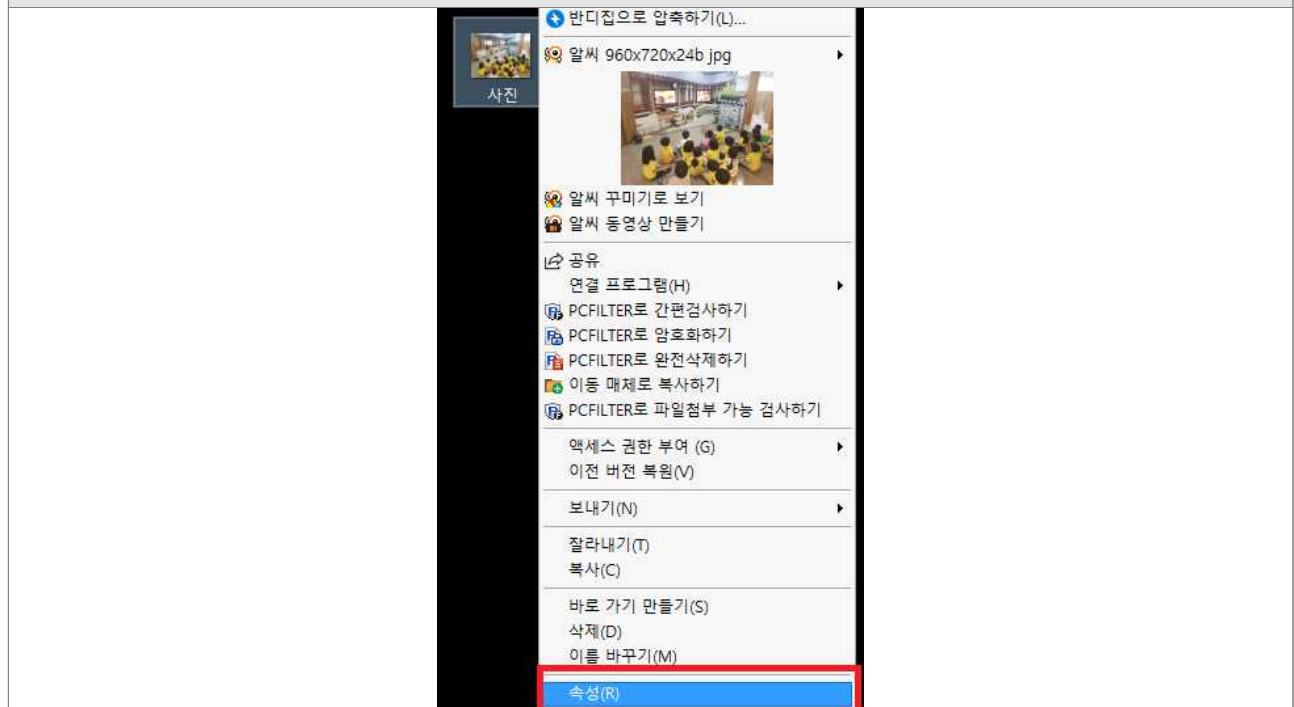 반디집으로 압축하기(L)...
알씨 960x720x24b jpg
사진
알씨 꾸미기로 보기
알씨 동영상 만들기
공유
연결 프로그램(H)
PCFILTER로 간편검사하기
PCFILTER로 암호화하기
PCFILTER로 완전삭제하기
이동 매체로 복사하기
PCFILTER로 파일첨부 가능 검사하기
액세스 권한 부여 (G)
이전 버전 복원(V)
보내기(N)
잘라내기(T)
복사(C)
바로 가기 만들기(S)
삭제(D)
이름 바꾸기(M)
속성(R)